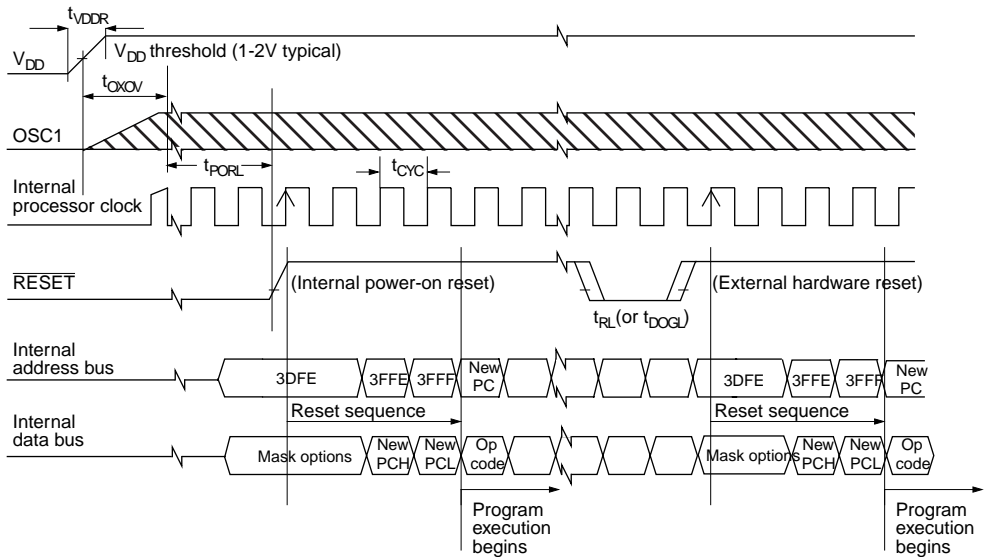 tVDDR
VDD
VDD threshold (1-2V typical)
tOXOV
OSC1
tPORL
tCYC
Internal
processor clock
RESET
(Internal power-on reset)
(External hardware reset)
tRL(or tDOGL)
Internal
address bus
3DFE
3FFE
3FFF
New
PC
3DFE
3FFE
3FFF
New
PC
Reset sequence
Reset sequence
Internal
data bus
Mask options
New
PCH
New
PCL
Op
code
Mask options
New
PCH
New
PCL
Op
code
Program
execution
begins
Program
execution
begins